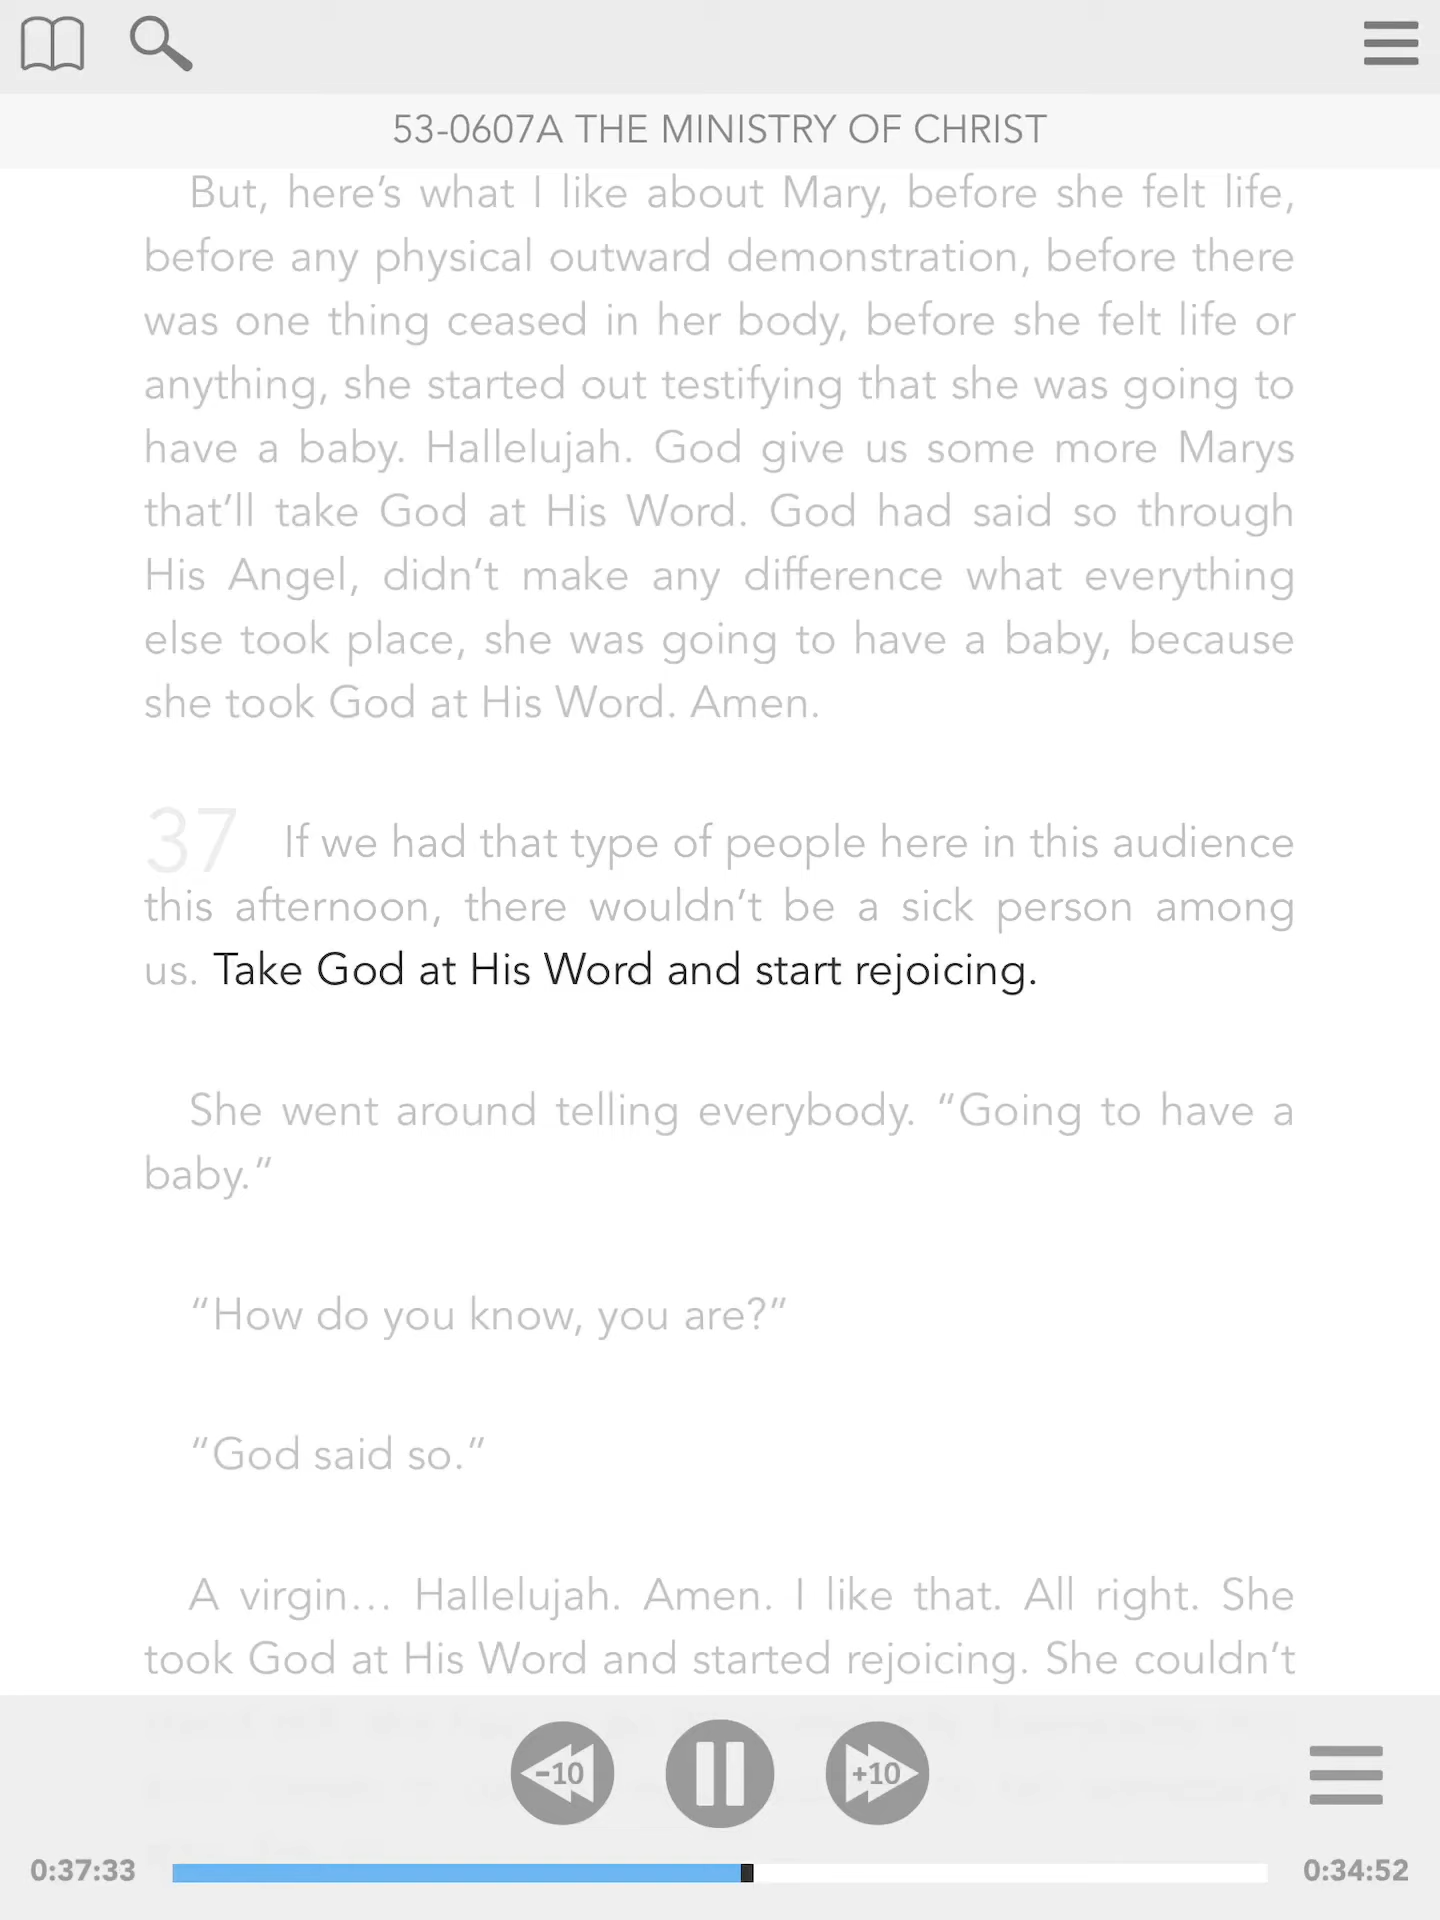 53-0607A THE MINISTRY OF CHRIST
But, here’s what I like about Mary, before she felt life,
before any physical outward demonstration, before there
was one thing ceased in her body, before she felt life or
anything, she started out testifying that she was going to
have a baby. Hallelujah. God give us some more Marys
that’ll take God at His Word. God had said so through
His Angel, didn’t make any difference what everything
else took place, she was going to have a baby, because
she took God at His Word. Amen.
37 If we had that type of people here in this audience
this afternoon, there wouldn’t be a sick person among
us. Take God at His Word and start rejoicing.
She went around telling everybody. “Going to have a
baby.”
“How do you know, you are?”
“God said so.”
A virgin… Hallelujah. Amen. I like that. All right. She
took God at His Word and started rejoicing. She couldn’t
-10 +10
0:37:33 0:34:52